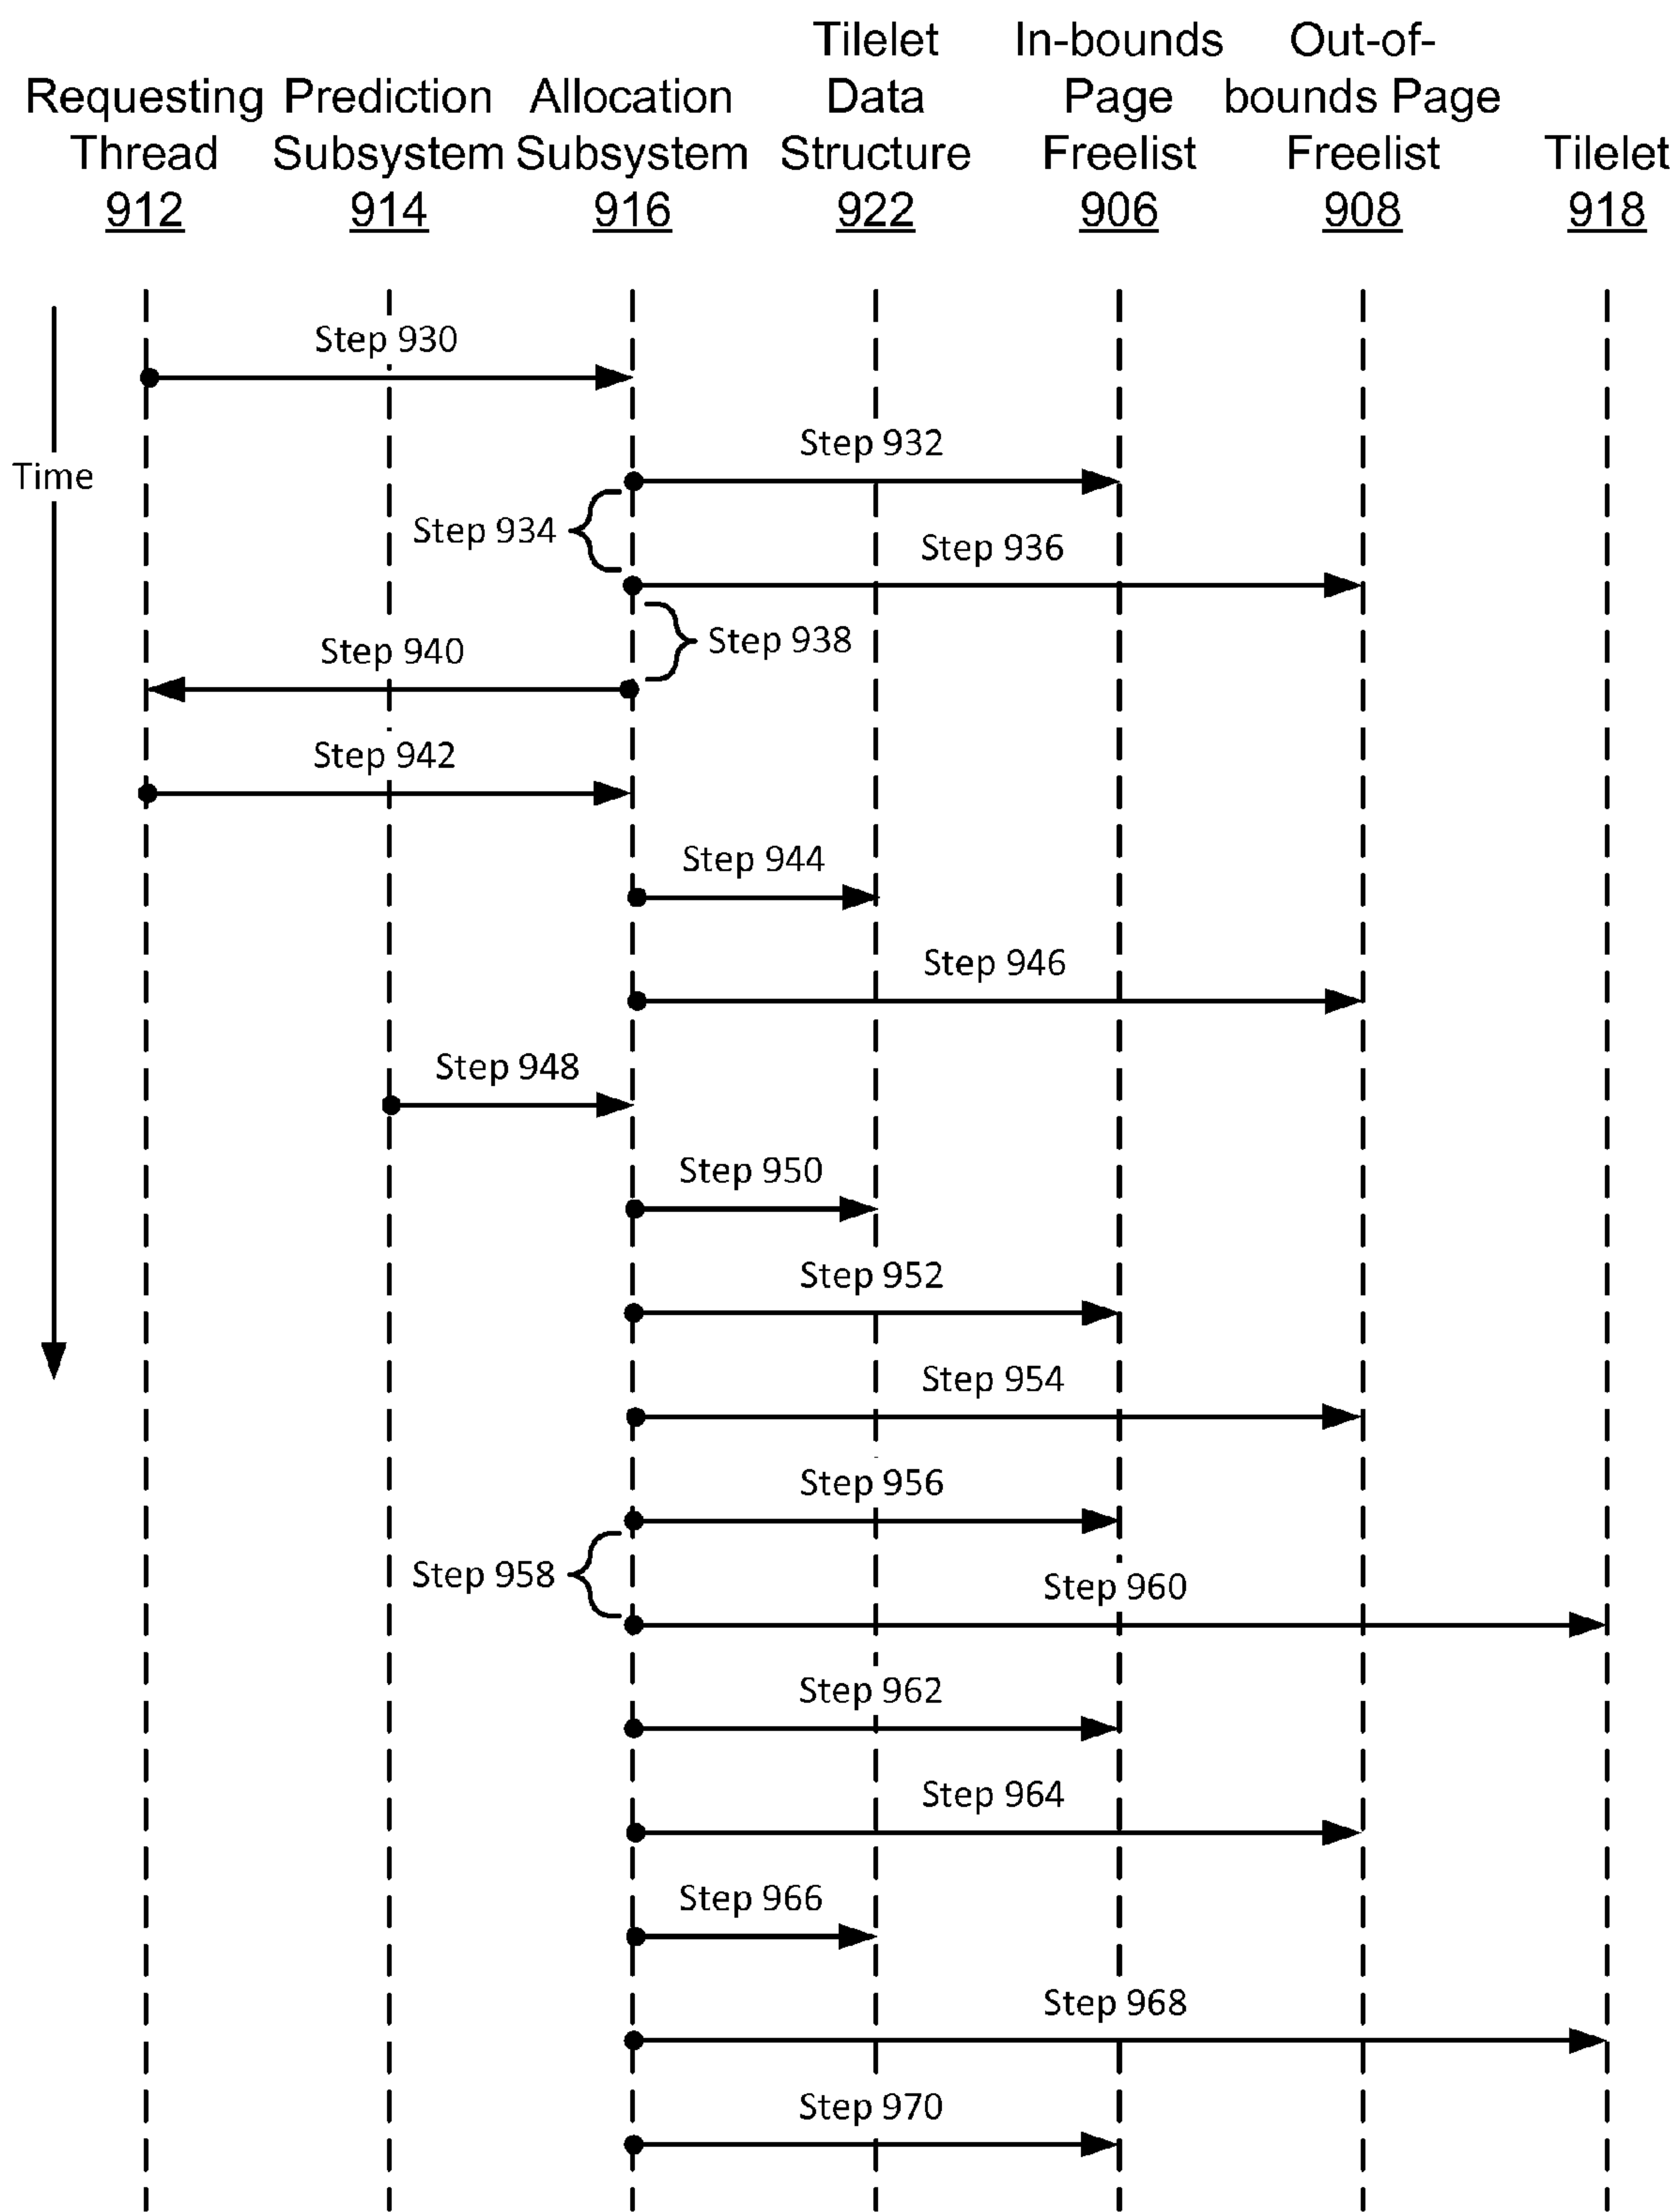 Requesting
Thread
912
Prediction
Subsystem
914
Allocation
Subsystem
916
Tilelet
Data
Structure
922
In-bounds
Page
Freelist
906
Out-of-
bounds Page
Freelist
908
Tilelet
918
Time
Step 930
Step 932
Step 934
Step 936
Step 938
Step 940
Step 942
Step 944
Step 946
Step 948
Step 950
Step 952
Step 954
Step 956
Step 958
Step 960
Step 962
Step 964
Step 966
Step 968
Step 970